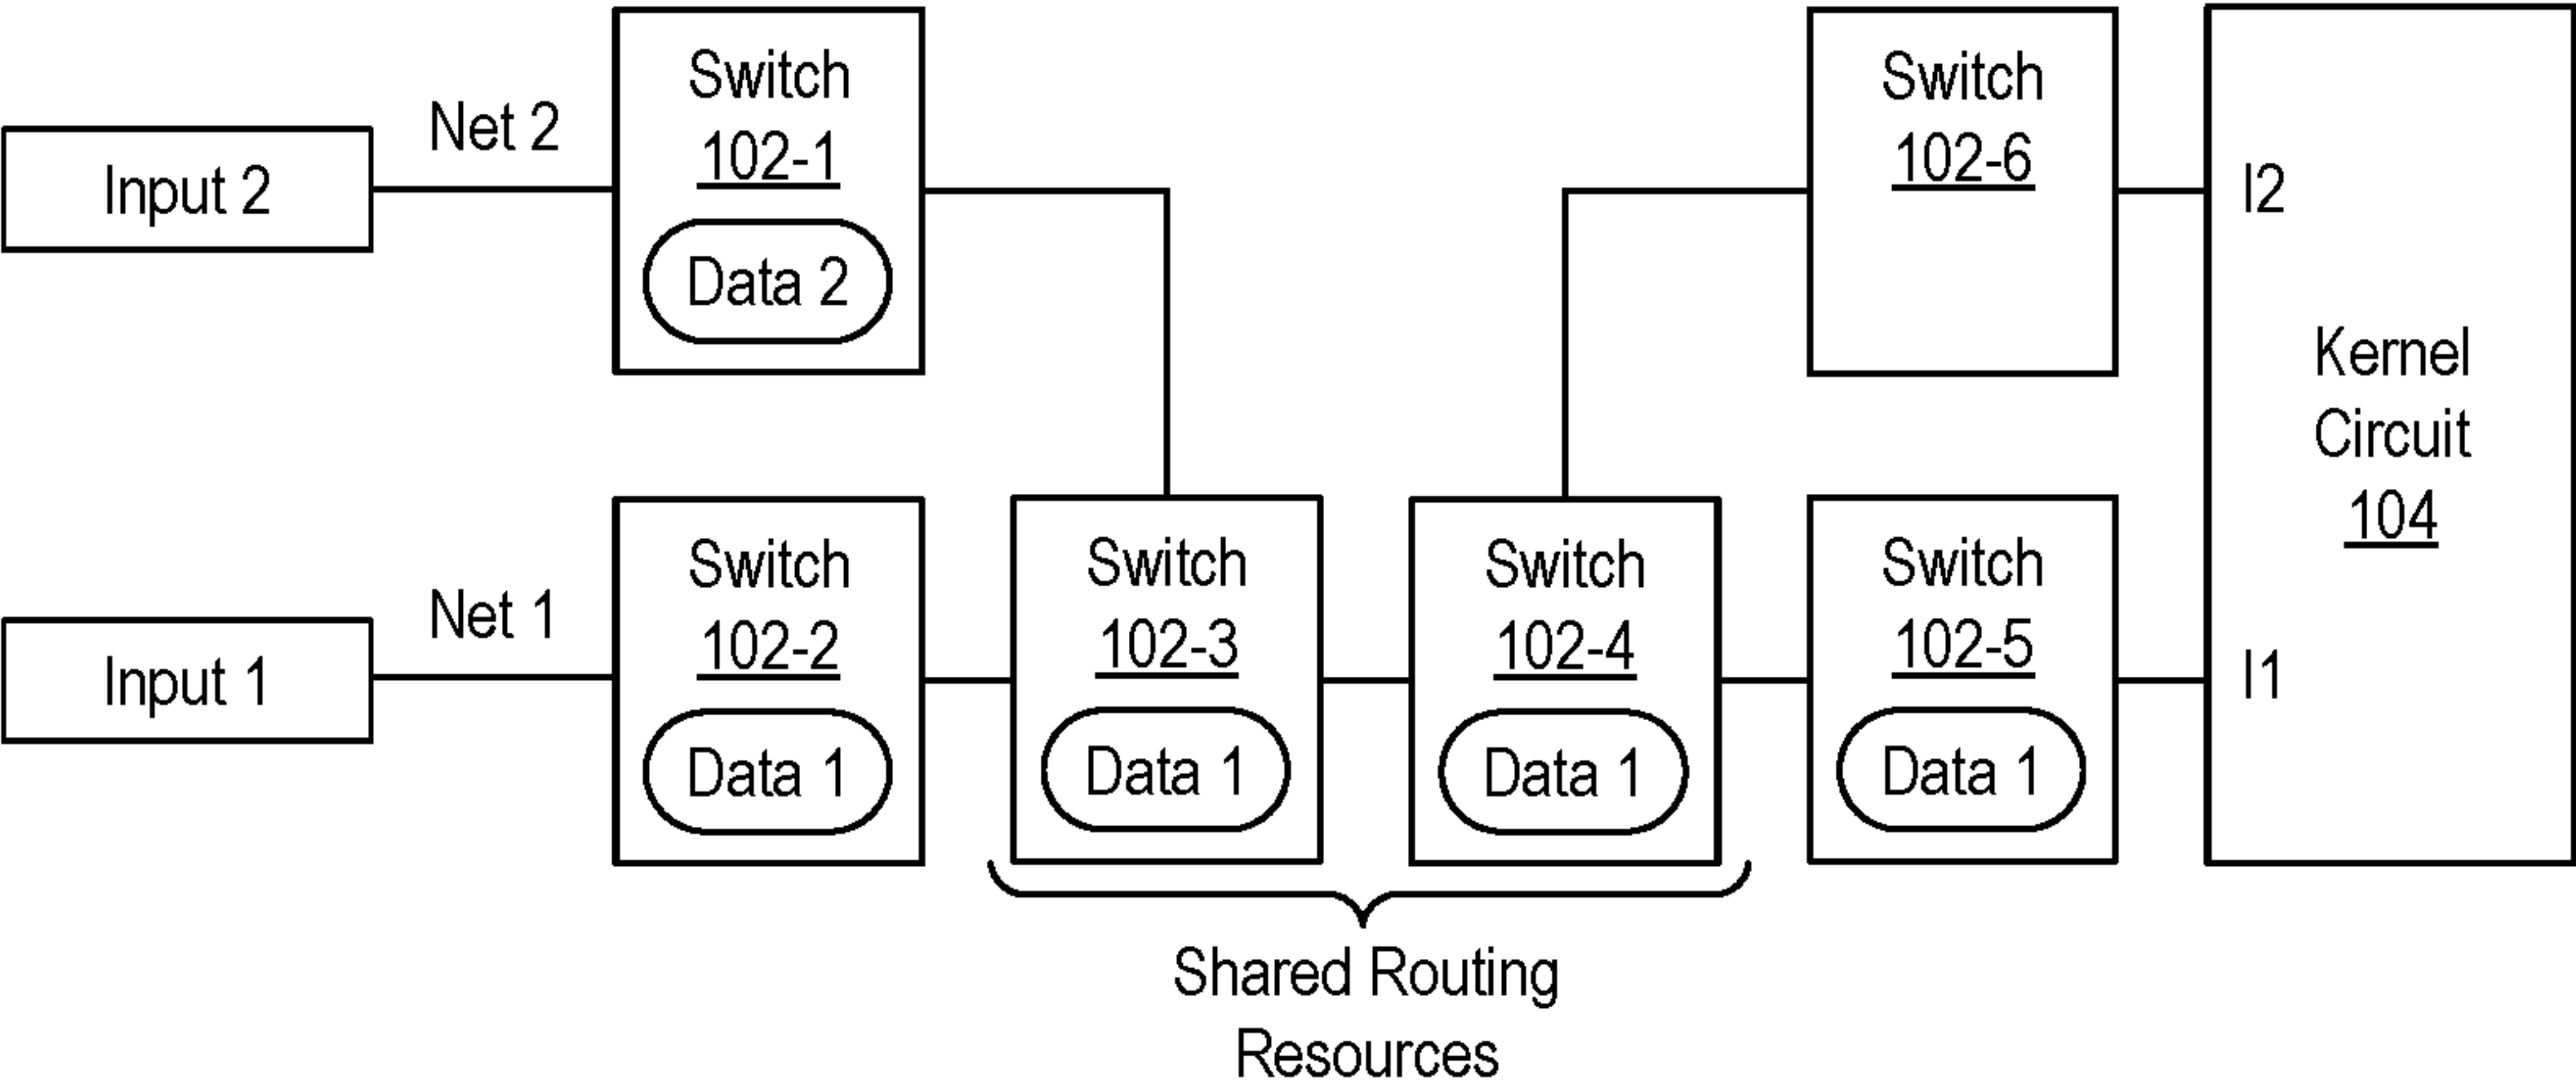 Input 2
Net 2
Switch
102-1
Data 2
Switch
102-6
I2
Kernel
Circuit
104
Input 1
Net 1
Switch
102-2
Data 1
Switch
102-3
Data 1
Switch
102-4
Data 1
Switch
102-5
Data 1
I1
Shared Routing
Resources